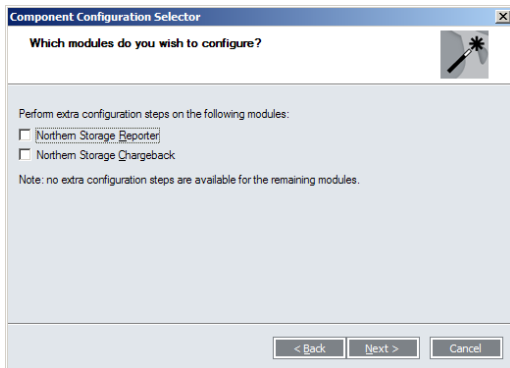 Component Configuration Selector
Which modules do you wish to configure?
Perform extra configuration steps on the following modules:
Northern Storage Reporter
Northern Storage Chargeback
Note: no extra configuration steps are available for the remaining modules.
< Back Next > Cancel